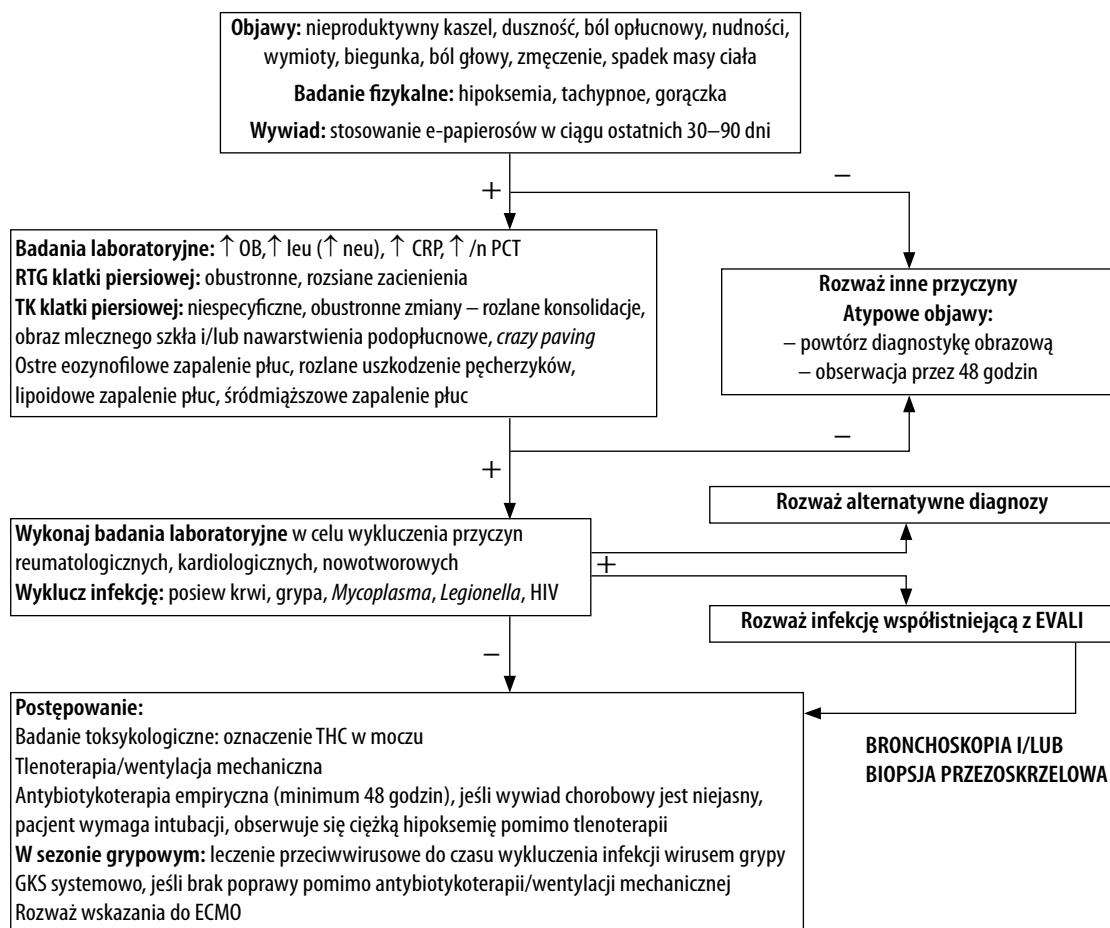 Objawy: nieproduktywny kaszel, duszność, ból opłucnowy, nudności,
wymioty, biegunka, ból głowy, zmęczenie, spadek masy ciała
Badanie fizykalne: hipoksemia, tachypnoe, gorączka
Wywiad: stosowanie e-papierosów w ciągu ostatnich 30–90 dni
+
–
Badania laboratoryjne: ↑ OB,↑ leu (↑ neu), ↑ CRP, ↑ /n PCT
RTG klatki piersiowej: obustronne, rozsiane zacienienia
TK klatki piersiowej: niespecyficzne, obustronne zmiany – rozlane konsolidacje,
obraz mlecznego szkła i/lub nawarstwienia podopłucnowe, crazy paving
Ostre eozynofilowe zapalenie płuc, rozlane uszkodzenie pęcherzyków,
lipoidowe zapalenie płuc, śródmiąższowe zapalenie płuc
Rozważ inne przyczyny
Atypowe objawy:
– powtórz diagnostykę obrazową
– obserwacja przez 48 godzin
–
+
Wykonaj badania laboratoryjne w celu wykluczenia przyczyn
reumatologicznych, kardiologicznych, nowotworowych
Wyklucz infekcję: posiew krwi, grypa, Mycoplasma, Legionella, HIV
+
Rozważ alternatywne diagnozy
Rozważ infekcję współistniejącą z EVALI
–
Postępowanie:
Badanie toksykologiczne: oznaczenie THC w moczu
Tlenoterapia/wentylacja mechaniczna
Antybiotykoterapia empiryczna (minimum 48 godzin), jeśli wywiad chorobowy jest niejasny,
pacjent wymaga intubacji, obserwuje się ciężką hipoksemię pomimo tlenoterapii
W sezonie grypowym: leczenie przeciwwirusowe do czasu wykluczenia infekcji wirusem grypy
GKS systemowo, jeśli brak poprawy pomimo antybiotykoterapii/wentylacji mechanicznej
Rozważ wskazania do ECMO
BRONCHOSKOPIA I/LUB
BIOPSJA PRZEZOSKRZELOWA